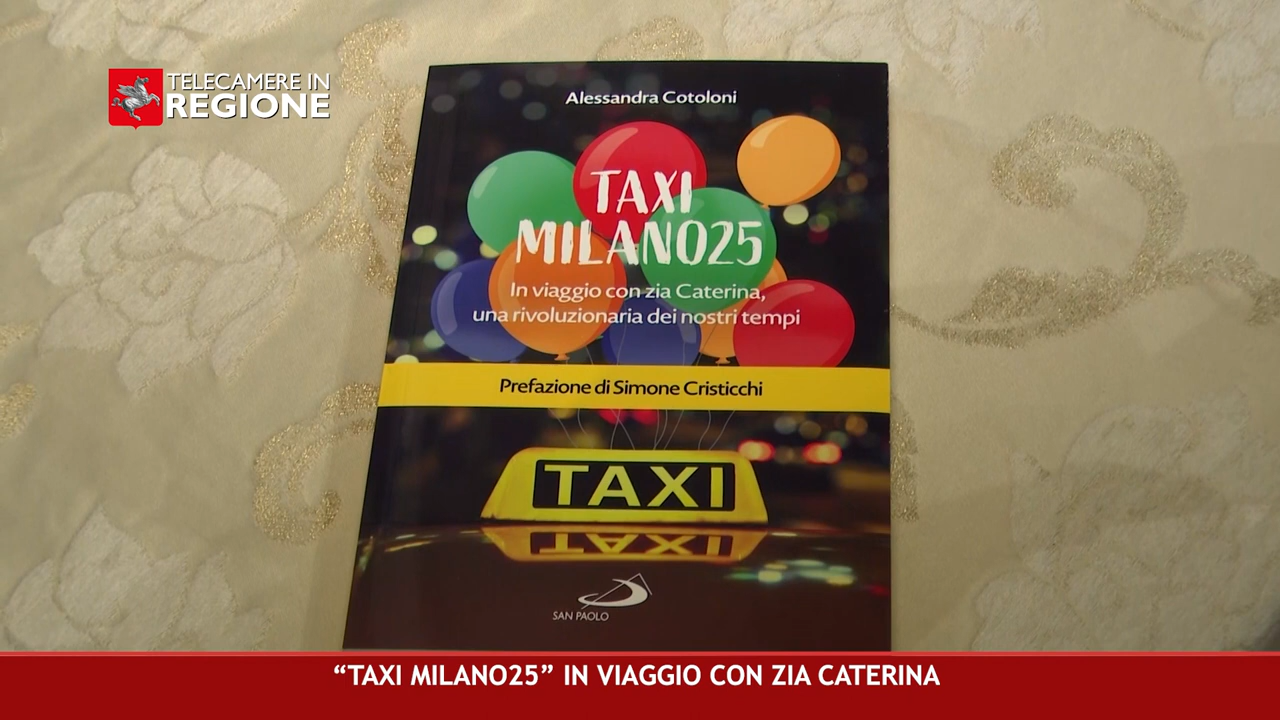 TELECAMERE IN
REGIONE
Alessandra Cotoloni
TAXI
MILANO25
In viaggio con zia Caterina,
una rivoluzionaria dei nostri tempi
Prefazione di Simone Cristicchi
TAXI
TAXI
SAN PAOLO
“TAXI MILANO25” IN VIAGGIO CON ZIA CATERINA